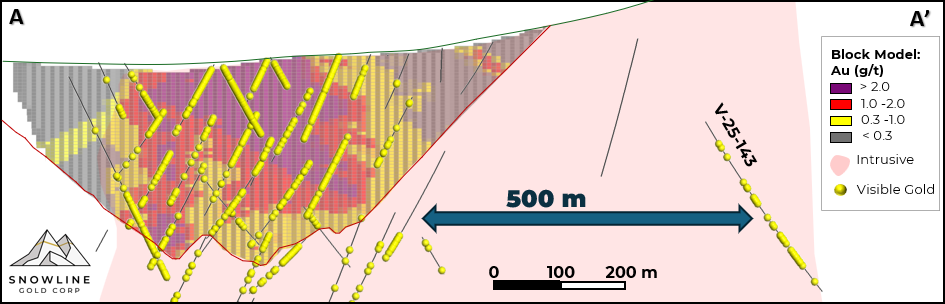 A
A’
Block Model:
Au (g/t)
> 2.0
1.0 -2.0
0.3 -1.0
< 0.3
Intrusive
Visible Gold
V-25-143
500 m
0 100 200 m
SNOWLINE
GOLD CORP